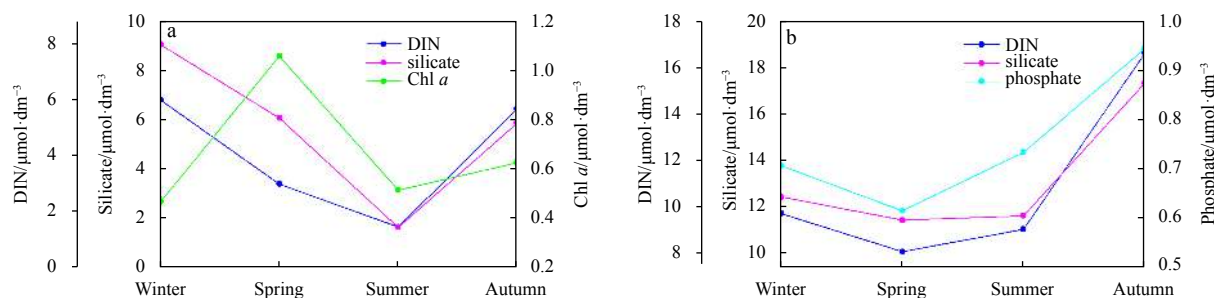 a
DIN
silicate
Chl a
DIN/μmol·dm⁻³
8
6
4
2
0
Silicate/μmol·dm⁻³
10
8
6
4
2
0
Chl a/μmol·dm⁻³
1.2
1.0
0.8
0.6
0.4
0.2
Winter Spring Summer Autumn
b
DIN
silicate
phosphate
DIN/μmol·dm⁻³
18
16
14
12
10
8
Silicate/μmol·dm⁻³
20
18
16
14
12
10
Phosphate/μmol·dm⁻³
1.0
0.9
0.8
0.7
0.6
0.5
Winter Spring Summer Autumn